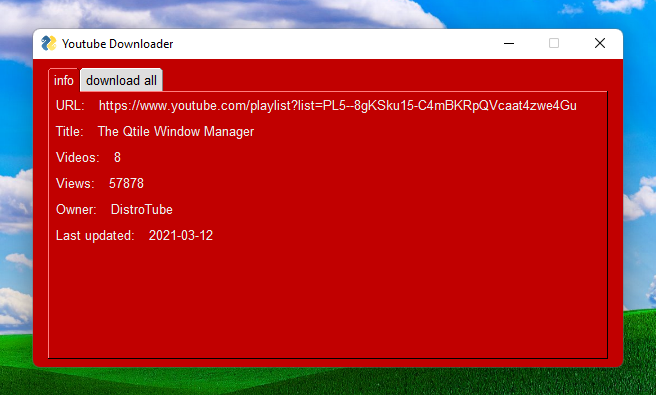 Youtube Downloader
info download all
URL: https://www.youtube.com/playlist?list=PL5--8gKSku15-C4mBKRpQVcaat4zwe4Gu
Title: The Qtile Window Manager
Videos: 8
Views: 57878
Owner: DistroTube
Last updated: 2021-03-12